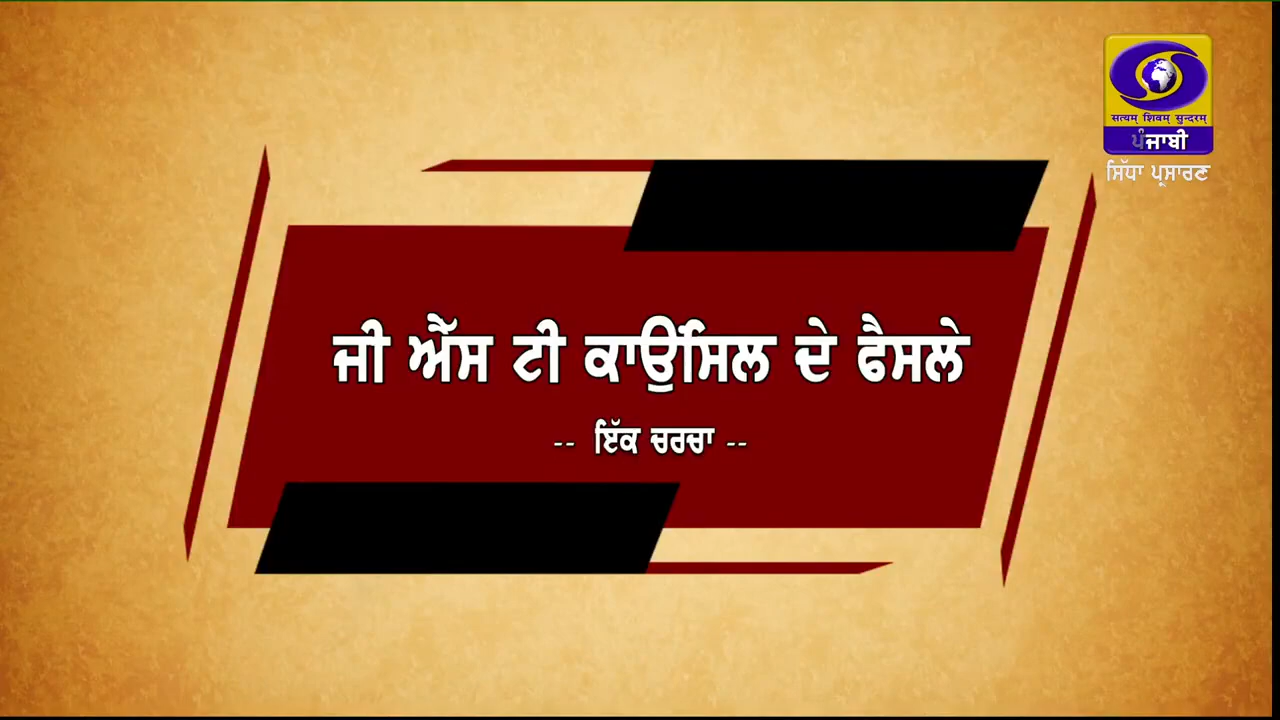 सत्यम् शिवम् सुन्दरम्
ਪੰਜਾਬੀ
ਸਿੱਧਾ ਪ੍ਰਸਾਰਣ
ਜੀ ਐੱਸ ਟੀ ਕਾਉਂਸਿਲ ਦੇ ਫੈਸਲੇ
-- ਇੱਕ ਚਰਚਾ --